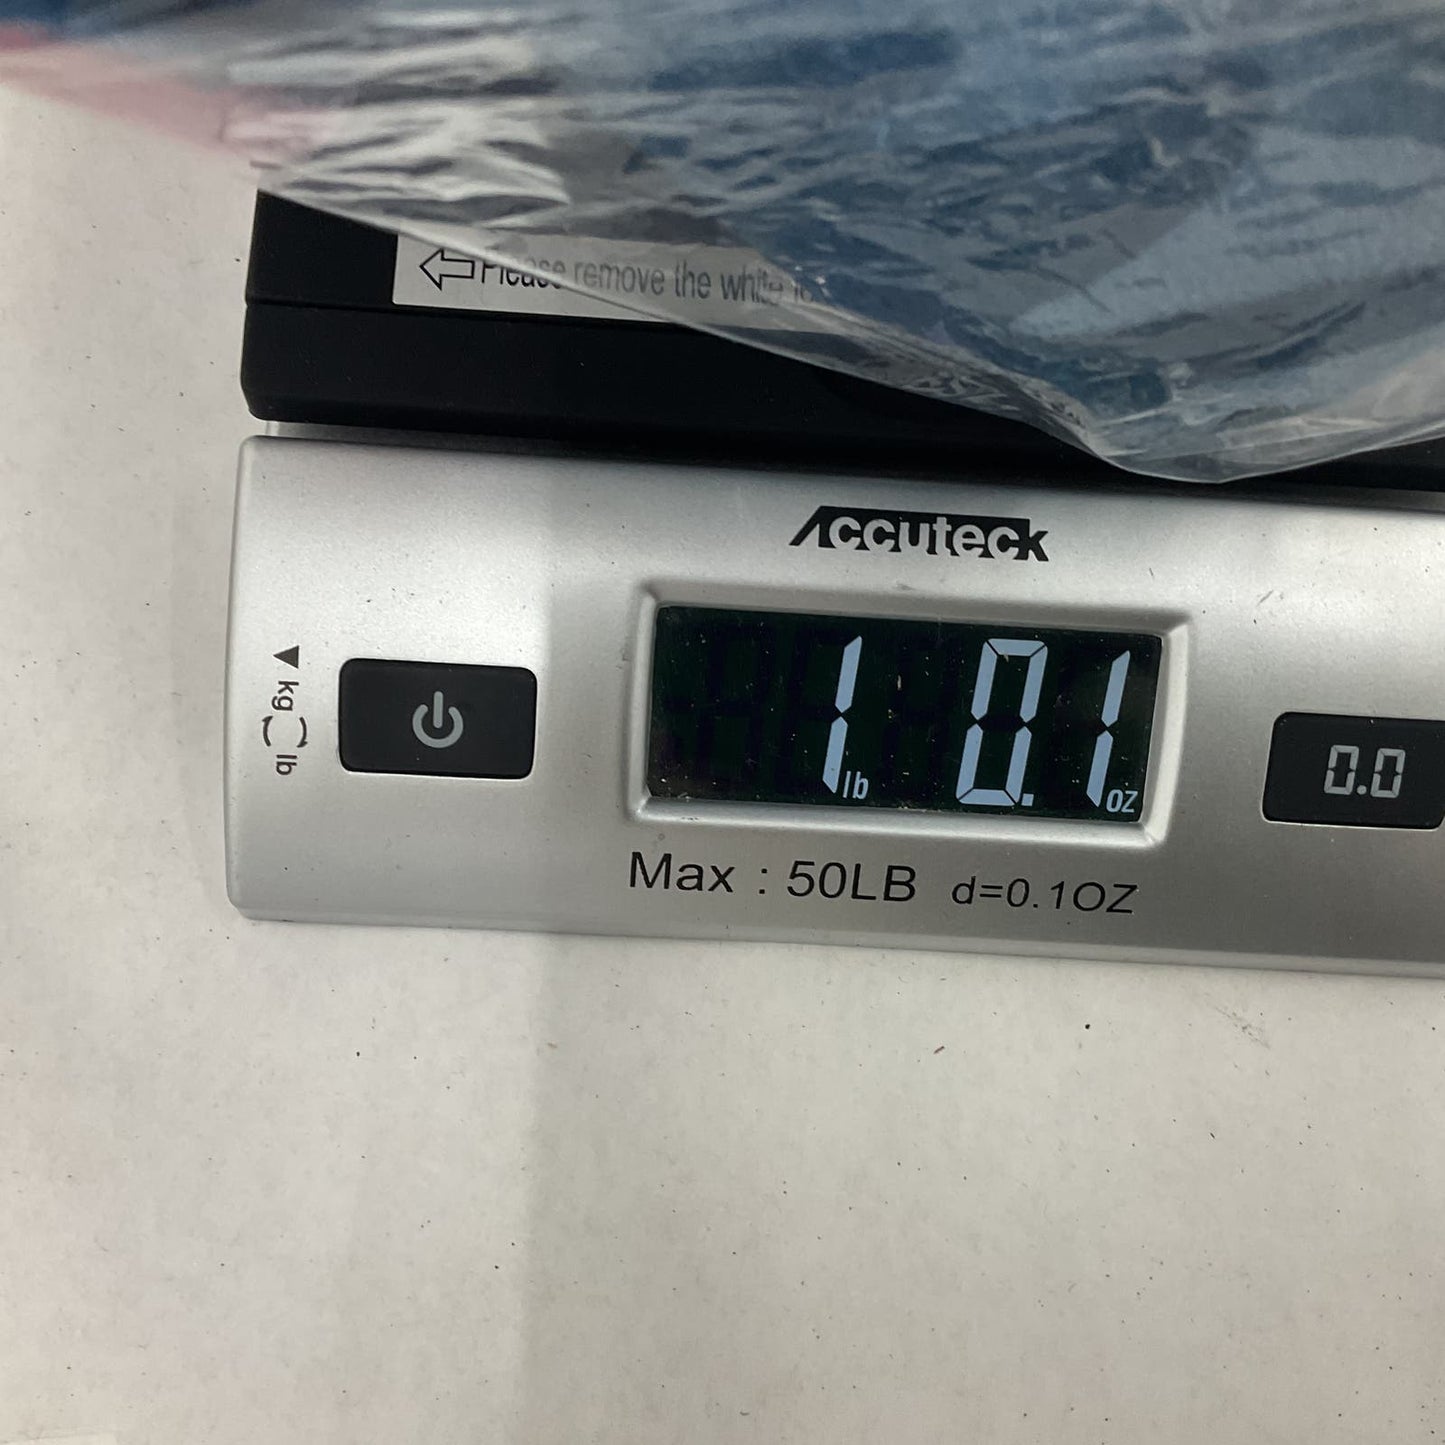 Please remove the white
Accuteck
kg lb
1 lb 0.1 oz
0.0
Max : 50LB d=0.1OZ